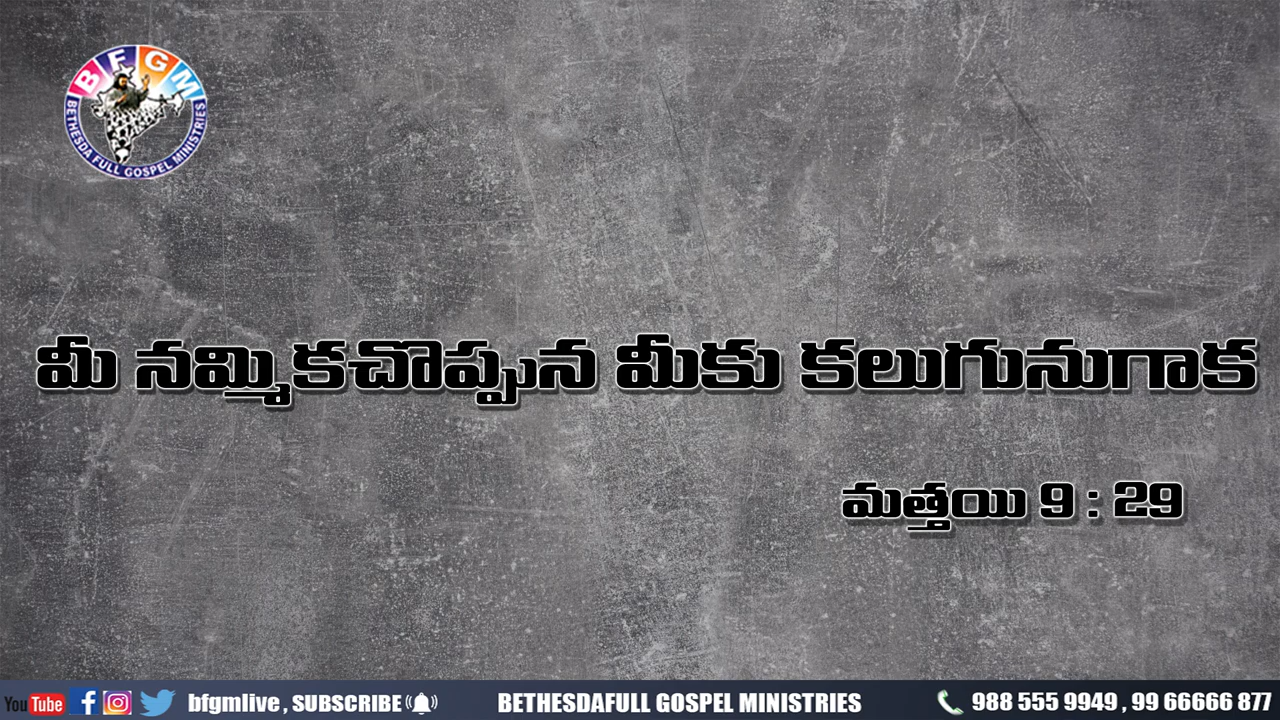 BFGM
BETHESDA FULL GOSPEL MINISTRIES
మీ నమ్మికచొప్పున మీకు కలుగునుగాక
మత్తయి 9 : 29
YouTube bfgmlive , SUBSCRIBE BETHESDAFULL GOSPEL MINISTRIES 988 555 9949 , 99 66666 877